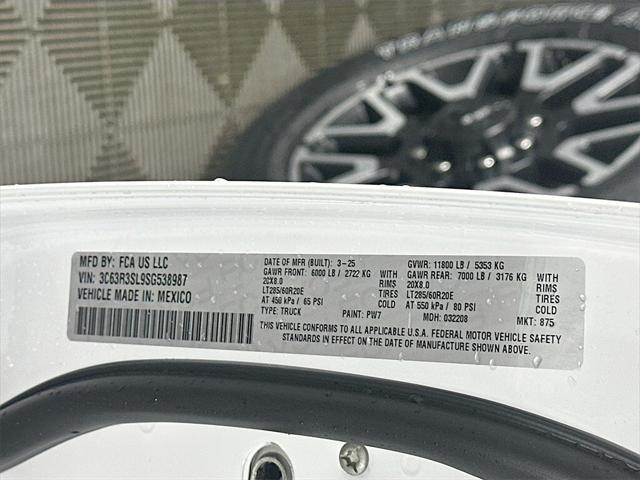 TRANSFORCE
MFD BY: FCA US LLC
VIN: 3C63R3SL9SG538987
VEHICLE MADE IN: MEXICO
DATE OF MFR (BUILT): 3-25 GVWR: 11800 LB / 5353 KG
GAWR FRONT: 6000 LB / 2722 KG WITH GAWR REAR: 7000 LB / 3176 KG WITH
20X8.0 RIMS 20X8.0 RIMS
LT285/60R20E TIRES LT285/60R20E TIRES
AT 450 kPa / 65 PSI COLD AT 550 kPa / 80 PSI COLD
TYPE: TRUCK PAINT: PW7 MDH: 032208 MKT: 875
THIS VEHICLE CONFORMS TO ALL APPLICABLE U.S.A. FEDERAL MOTOR VEHICLE SAFETY
STANDARDS IN EFFECT ON THE DATE OF MANUFACTURE SHOWN ABOVE.